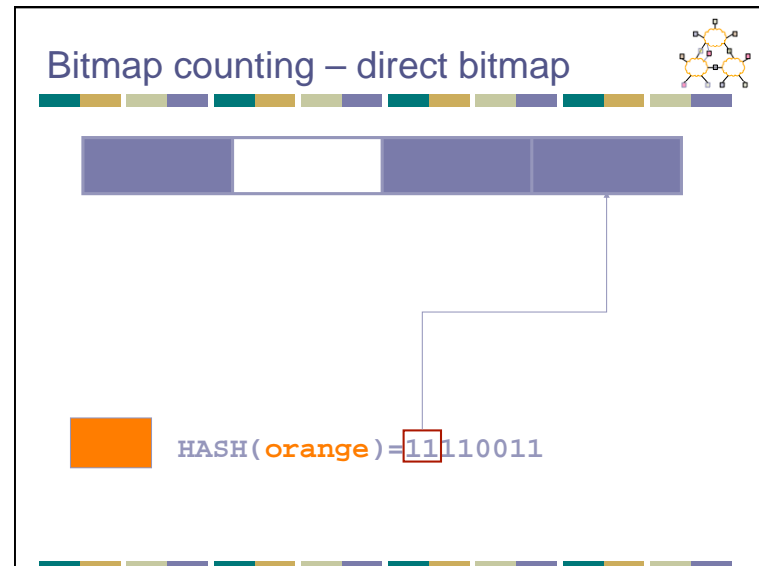 Bitmap counting – direct bitmap
HASH(orange)=11110011